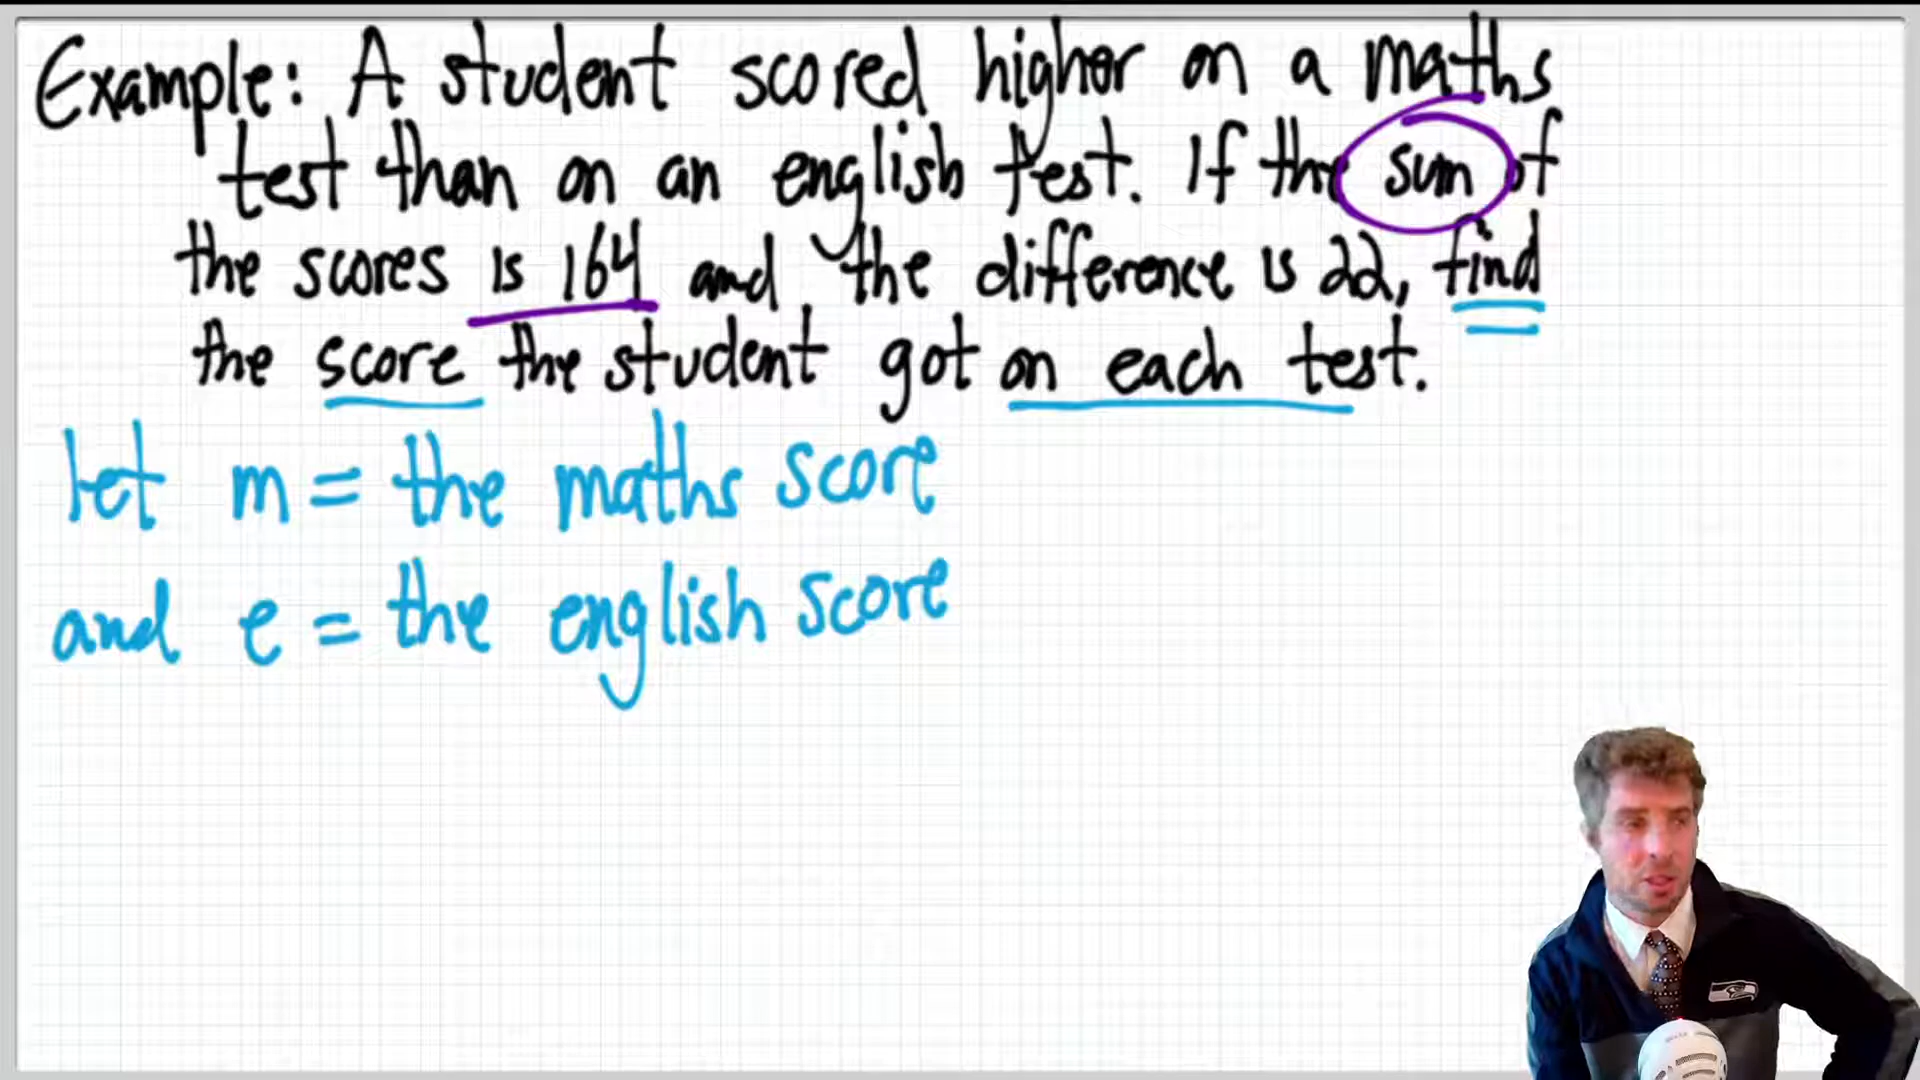 Example: A student scored higher on a maths
test than on an english test. If the sum of
the scores is 164 and the difference is 22, find
the score the student got on each test.
let m = the maths score
and e = the english score